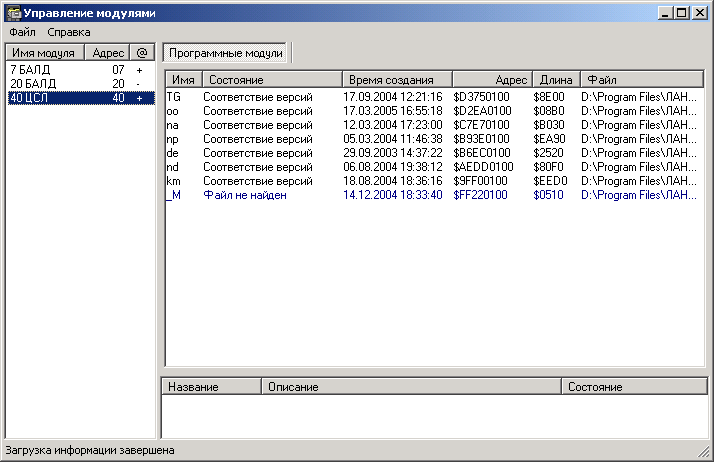 Управление модулями
Файл Справка
Имя модуля Адрес @
7 БАЛД 07 +
20 БАЛД 20 -
40 ЦСЛ 40 +
Программные модули
Имя Состояние Время создания Адрес Длина Файл
TG Соответствие версий 17.09.2004 12:21:16 $D3750100 $8E00 D:\Program Files\ЛАН...
oo Соответствие версий 17.03.2005 16:55:18 $D2EA0100 $08B0 D:\Program Files\ЛАН...
na Соответствие версий 12.03.2004 17:23:00 $C7E70100 $B030 D:\Program Files\ЛАН...
np Соответствие версий 05.03.2004 11:46:38 $B93E0100 $EA90 D:\Program Files\ЛАН...
de Соответствие версий 29.09.2003 14:37:22 $B6EC0100 $2520 D:\Program Files\ЛАН...
nd Соответствие версий 06.08.2004 19:38:12 $AEDD0100 $80F0 D:\Program Files\ЛАН...
km Соответствие версий 18.08.2004 18:36:16 $9FF00100 $EED0 D:\Program Files\ЛАН...
_M Файл не найден 14.12.2004 18:33:40 $FF220100 $0510 D:\Program Files\ЛАН...
Название Описание Состояние
Загрузка информации завершена